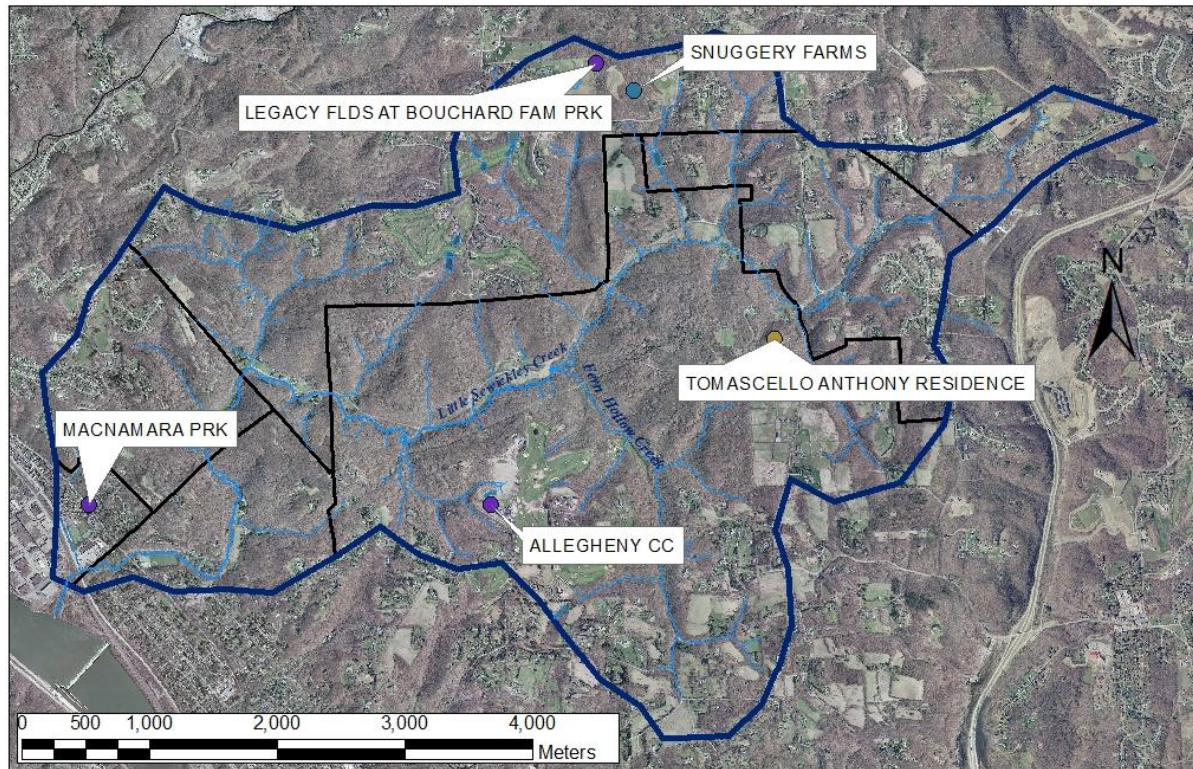 SNUGGERY FARMS
LEGACY FLDS AT BOUCHARD FAM PRK
N
Little Sewickley Creek
Fern Hollow Creek
TOMASCELLO ANTHONY RESIDENCE
MACNAMARA PRK
ALLEGHENY CC
0 500 1,000 2,000 3,000 4,000
Meters